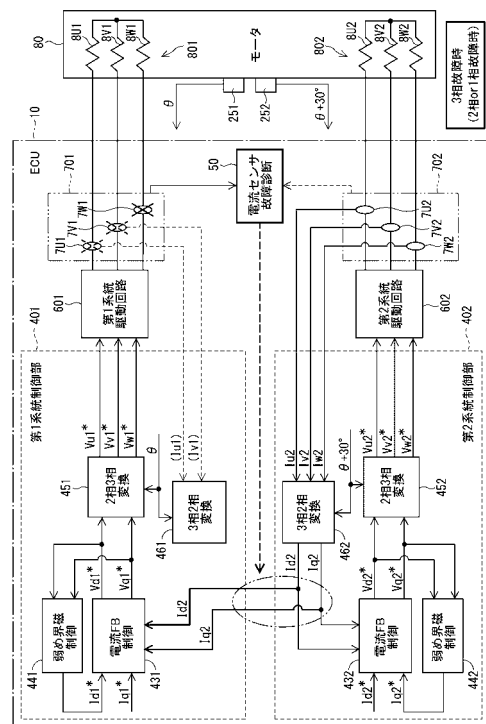 80
8U1
8V1
8W1
801
モータ
251
252
802
8U2
8V2
8W2
θ
θ+30°
3相故障時
(2相or1相故障時)
10
ECU
701
7U1
7V1
7W1
50
電流センサ
故障診断
702
7U2
7V2
7W2
401
601
第1系統
駆動回路
602
第2系統
駆動回路
402
第1系統制御部
第2系統制御部
Vu1*
Vv1*
Vw1*
θ
(Iu1)
(Iv1)
Iu2
Iv2
Iw2
θ+30°
Vu2*
Vv2*
Vw2*
451
2相3相
変換
461
3相2相
変換
3相2相
変換
462
2相3相
変換
452
Vd1*
Vq1*
Id2
Iq2
Id2
Iq2
Vd2*
Vq2*
441
弱め界磁
制御
電流FB
制御
431
432
電流FB
制御
弱め界磁
制御
442
Id1*
Iq1*
Id2*
Iq2*